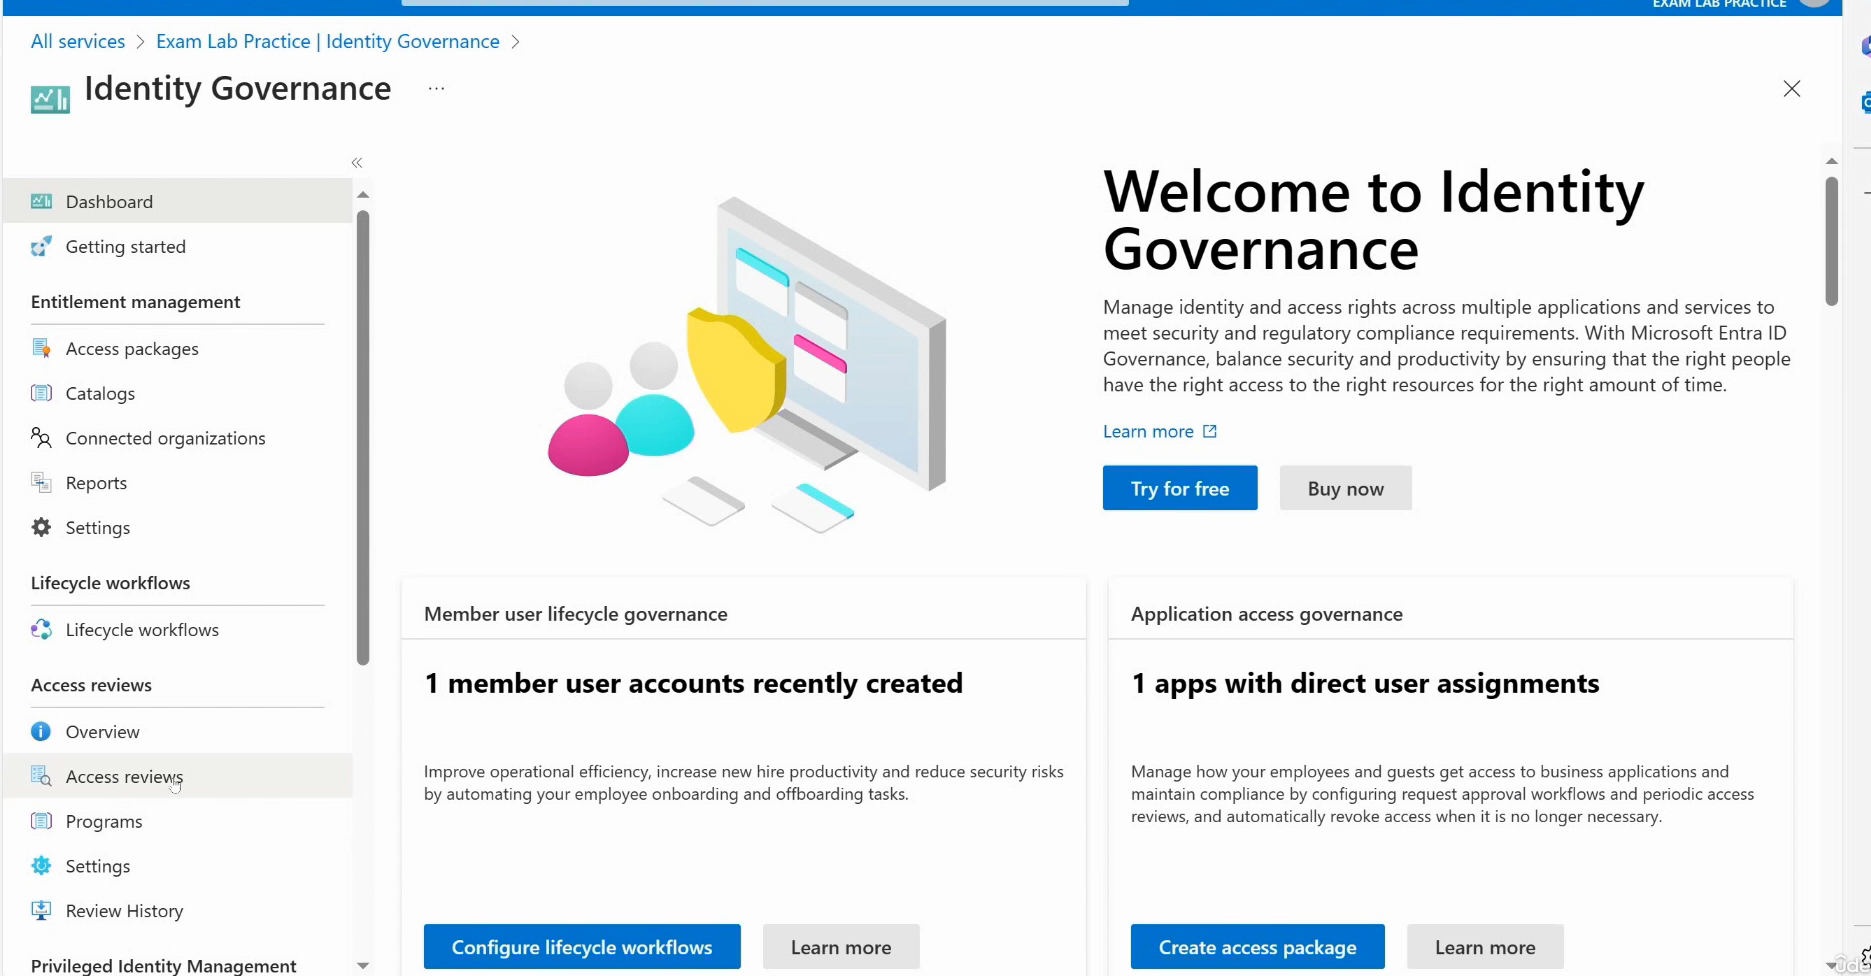 EXAM LAB PRACTICE
All services > Exam Lab Practice | Identity Governance >
Identity Governance ...
Dashboard
Getting started
Entitlement management
Access packages
Catalogs
Connected organizations
Reports
Settings
Lifecycle workflows
Lifecycle workflows
Access reviews
Overview
Access reviews
Programs
Settings
Review History
Privileged Identity Management
Welcome to Identity
Governance
Manage identity and access rights across multiple applications and services to
meet security and regulatory compliance requirements. With Microsoft Entra ID
Governance, balance security and productivity by ensuring that the right people
have the right access to the right resources for the right amount of time.
Learn more
Try for free
Buy now
Member user lifecycle governance
1 member user accounts recently created
Improve operational efficiency, increase new hire productivity and reduce security risks
by automating your employee onboarding and offboarding tasks.
Configure lifecycle workflows
Learn more
Application access governance
1 apps with direct user assignments
Manage how your employees and guests get access to business applications and
maintain compliance by configuring request approval workflows and periodic access
reviews, and automatically revoke access when it is no longer necessary.
Create access package
Learn more